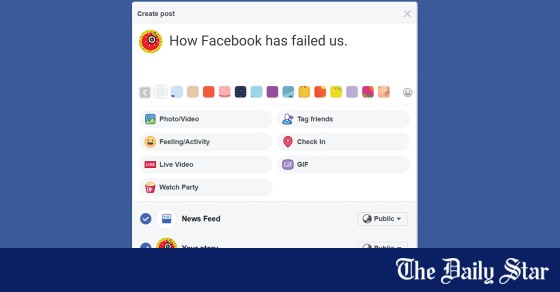 Create post
How Facebook has failed us.
Photo/Video
Tag friends
Feeling/Activity
Check in
LIVE Live Video
GIF GIF
Watch Party
News Feed Public
Your story Public
The Daily Star